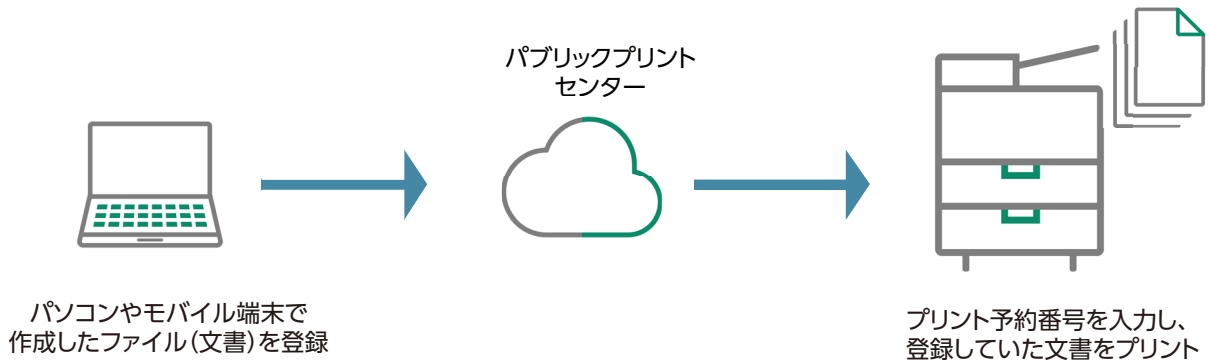 パブリックプリント
センター
パソコンやモバイル端末で
作成したファイル(文書)を登録
プリント予約番号を入力し、
登録していた文書をプリント